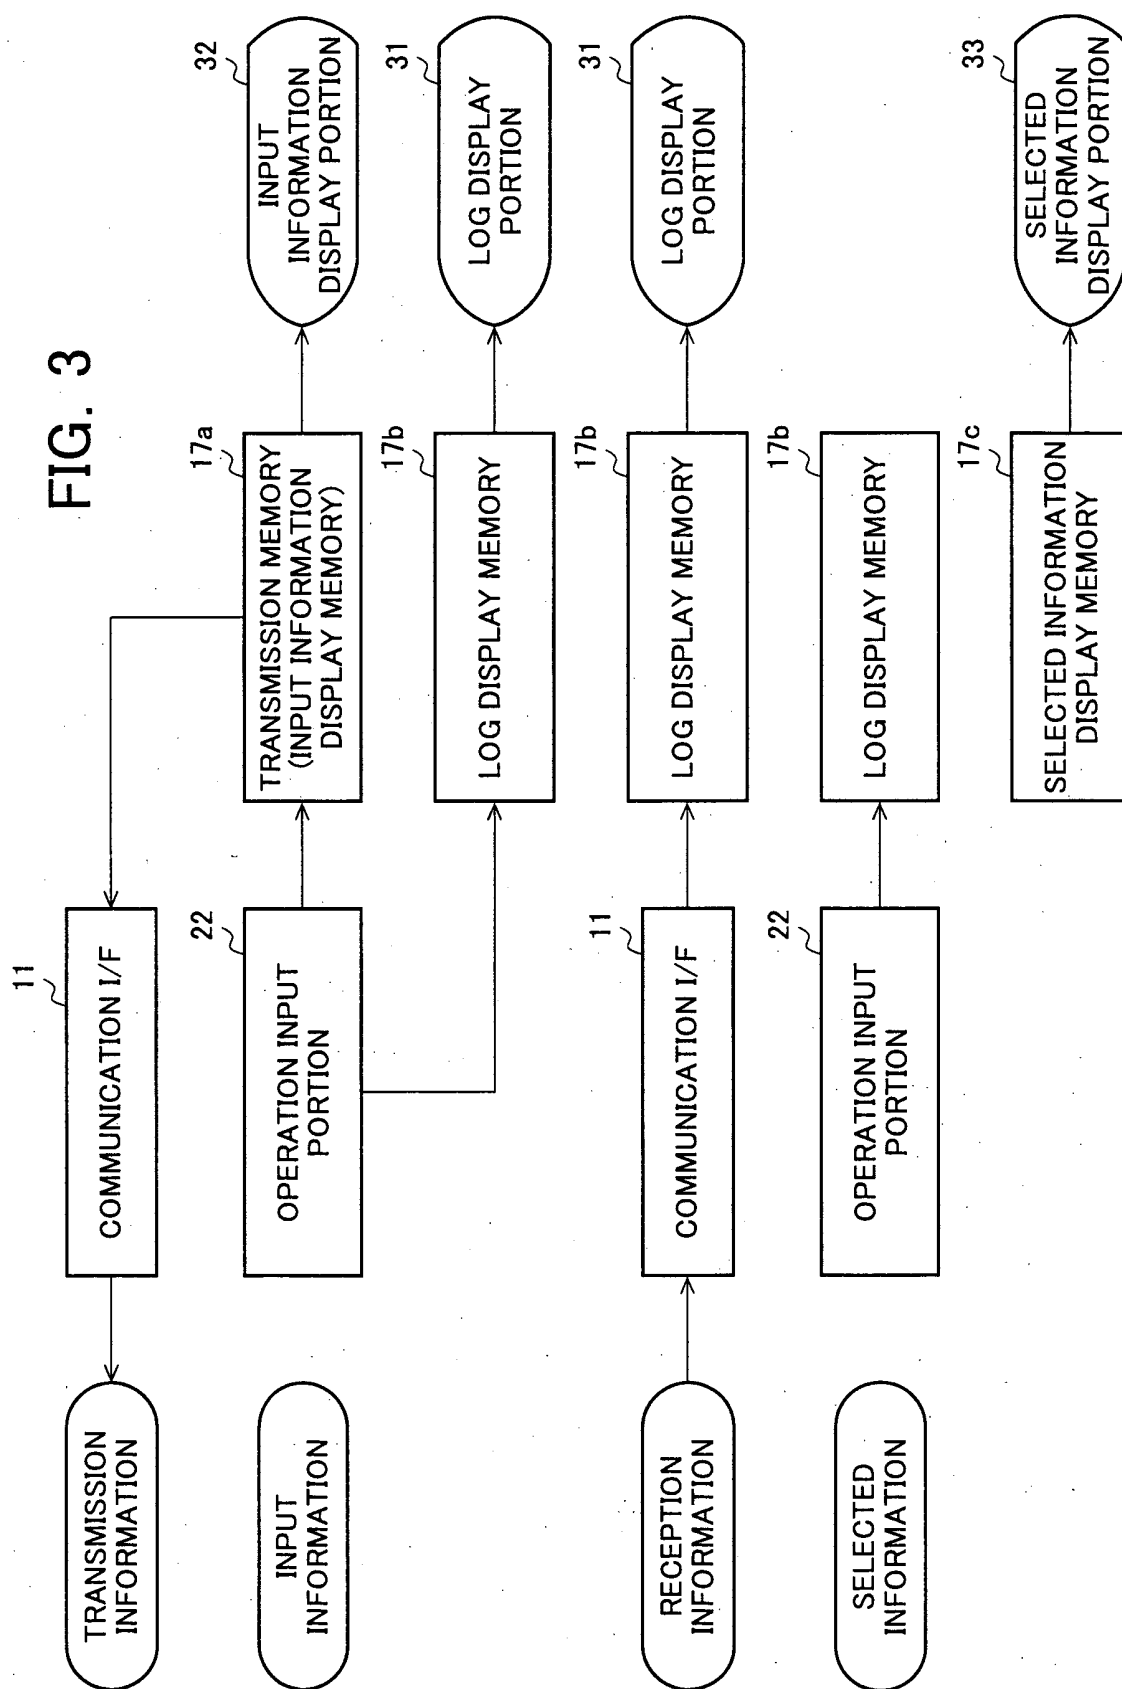 FIG. 3
11
COMMUNICATION I/F
TRANSMISSION
INFORMATION
INPUT
INFORMATION
22
OPERATION INPUT
PORTION
17a
TRANSMISSION MEMORY
(INPUT INFORMATION
DISPLAY MEMORY)
32
INPUT
INFORMATION
DISPLAY PORTION
17b
LOG DISPLAY MEMORY
31
LOG DISPLAY
PORTION
RECEPTION
INFORMATION
11
COMMUNICATION I/F
17b
LOG DISPLAY MEMORY
31
LOG DISPLAY
PORTION
SELECTED
INFORMATION
22
OPERATION INPUT
PORTION
17b
LOG DISPLAY MEMORY
17c
SELECTED INFORMATION
DISPLAY MEMORY
33
SELECTED
INFORMATION
DISPLAY PORTION